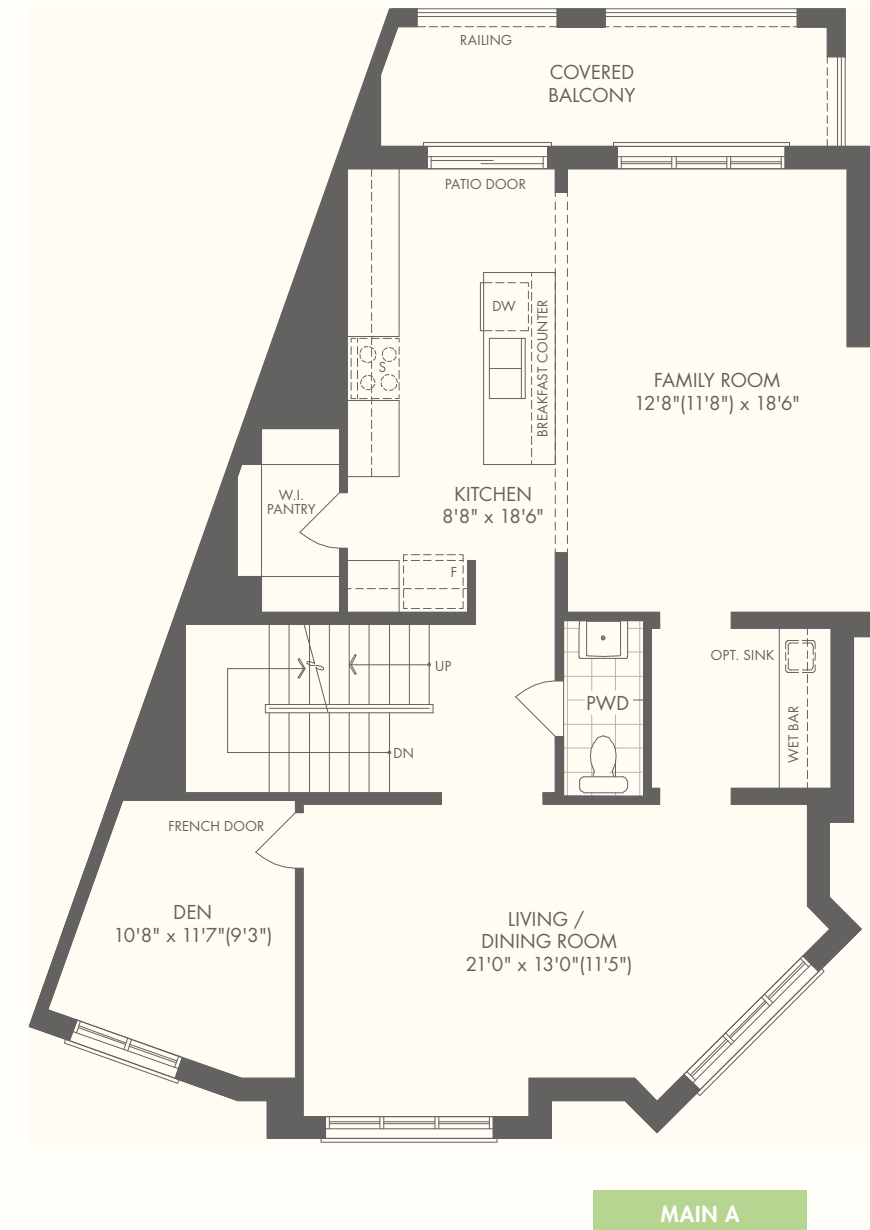 RAILING
COVERED
BALCONY
PATIO DOOR
DW
BREAKFAST COUNTER
S
FAMILY ROOM
12'8"(11'8") x 18'6"
W.I.
PANTRY
KITCHEN
8'8" x 18'6"
F
UP
OPT. SINK
PWD
WET BAR
DN
FRENCH DOOR
DEN
10'8" x 11'7"(9'3")
LIVING /
DINING ROOM
21'0" x 13'0"(11'5")
MAIN A